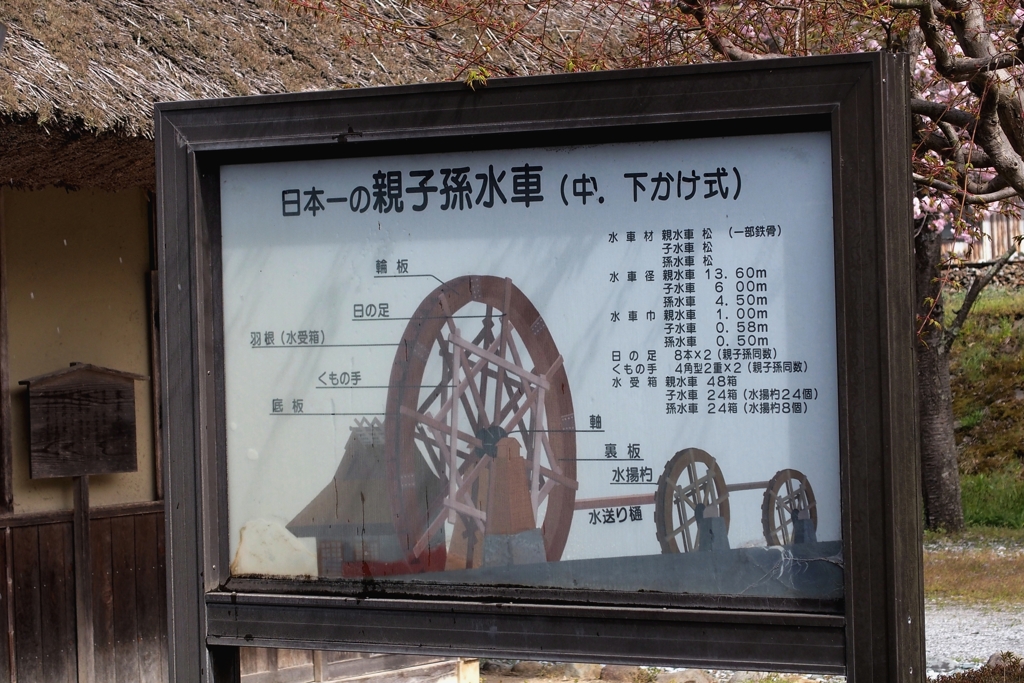 日本一の親子孫水車(中．下かけ式)
水車材 親水車 松 (一部鉄骨)
子水車 松
孫水車 松
水車径 親水車 13.60m
子水車 6 00m
孫水車 4.50m
水車巾 親水車 1.00m
子水車 0.58m
孫水車 0.50m
日の足 8本×2(親子孫同数)
くもの手 4角型2重×2(親子孫同数)
水受箱 親水車 48箱
子水車 24箱(水揚杓24個)
孫水車 24箱(水揚杓8個)
輪板
日の足
羽根(水受箱)
くもの手
底板
軸
裏板
水揚杓
水送り樋